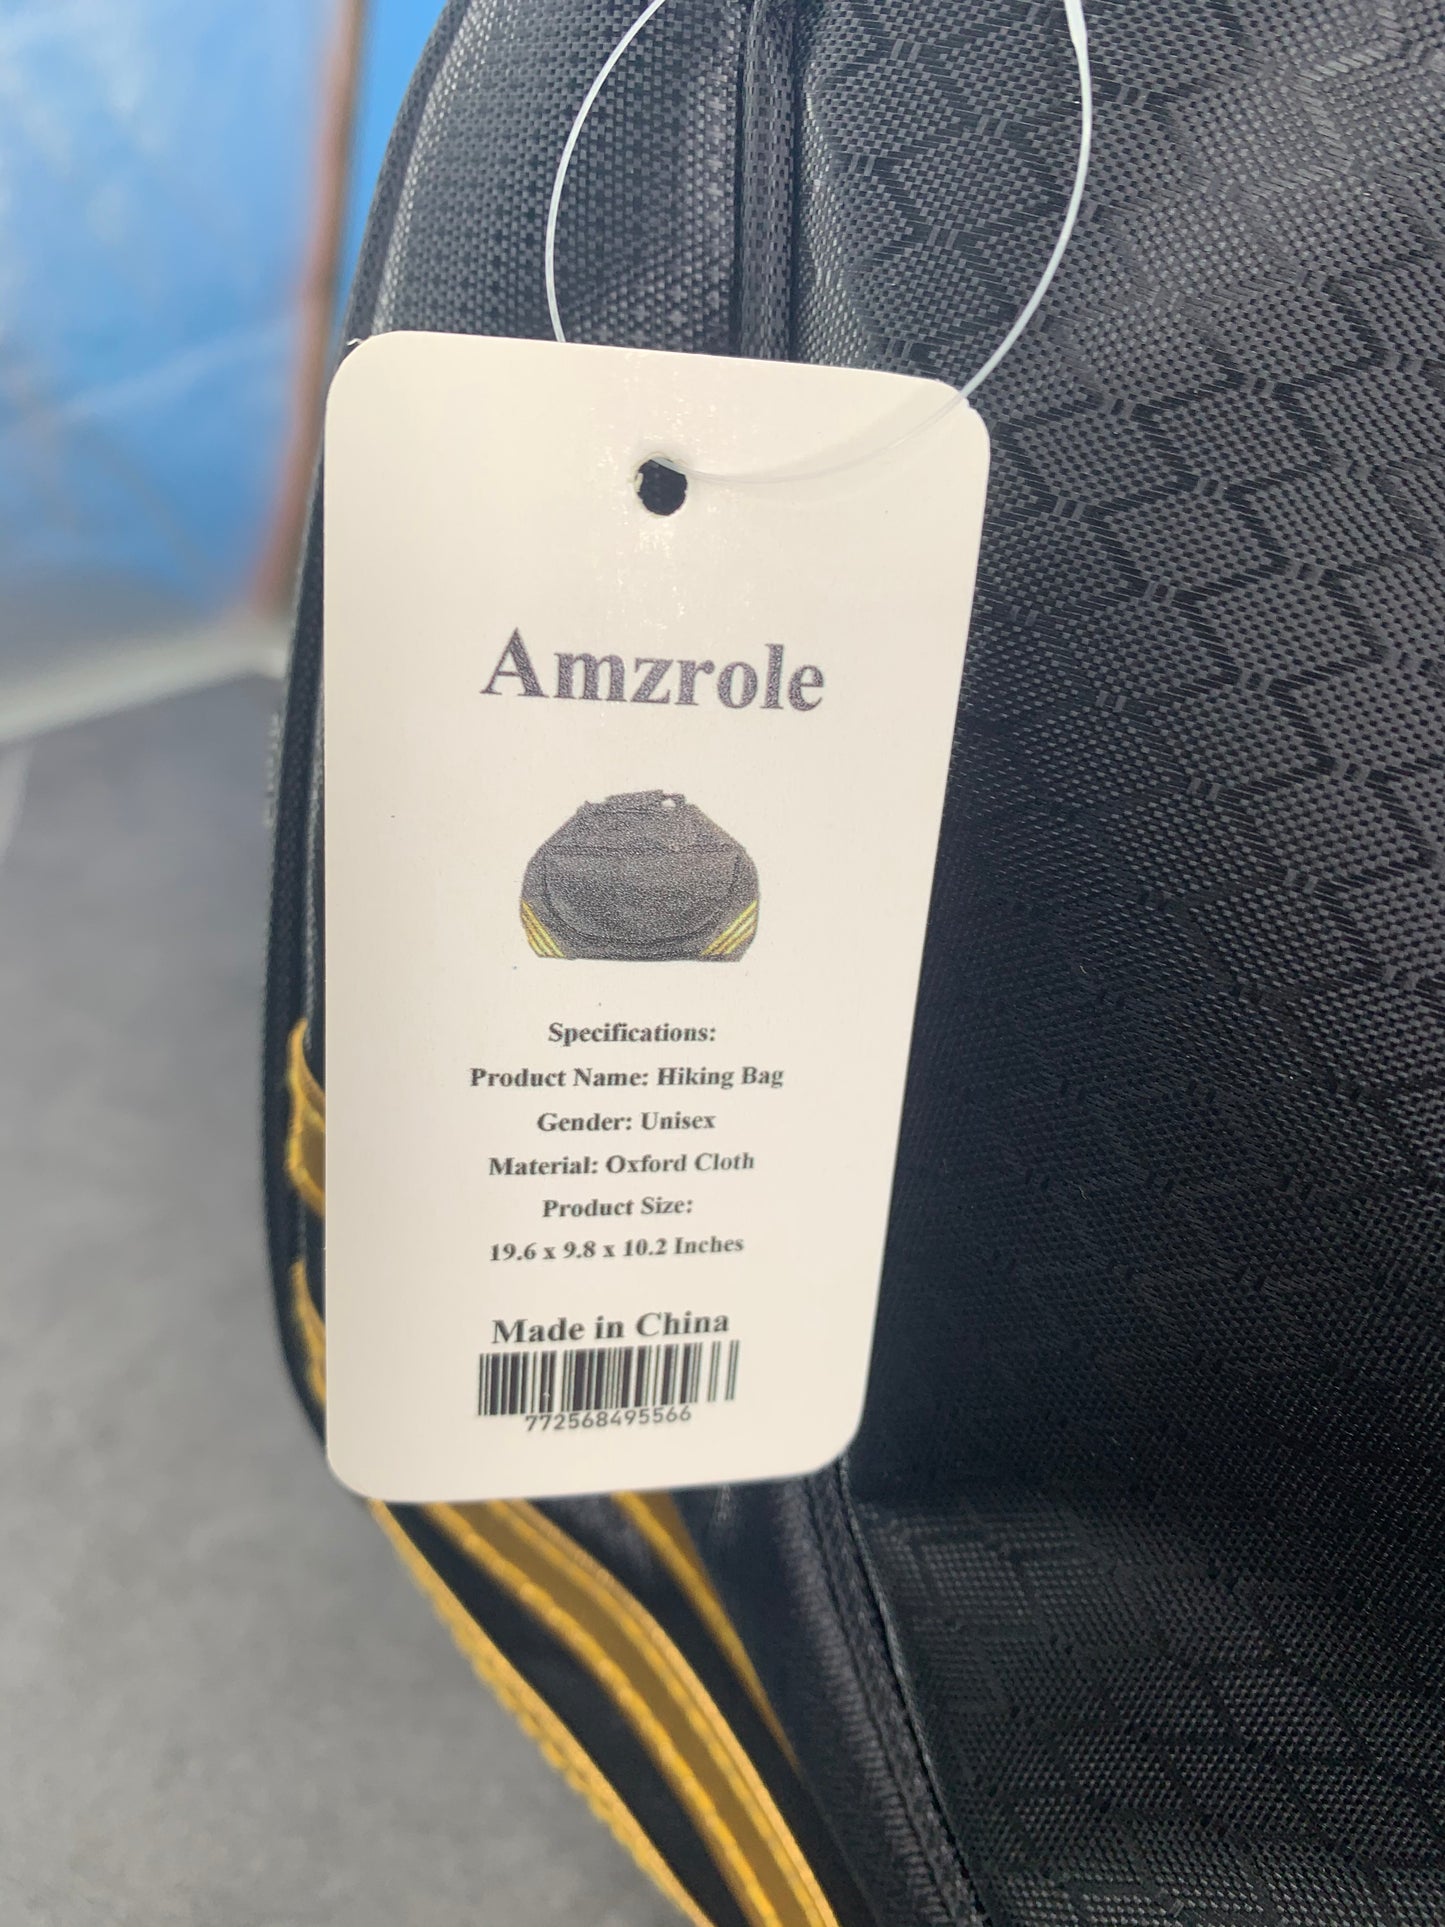 Amzrole
Specifications:
Product Name: Hiking Bag
Gender: Unisex
Material: Oxford Cloth
Product Size:
19.6 x 9.8 x 10.2 Inches
Made in China
772568495566